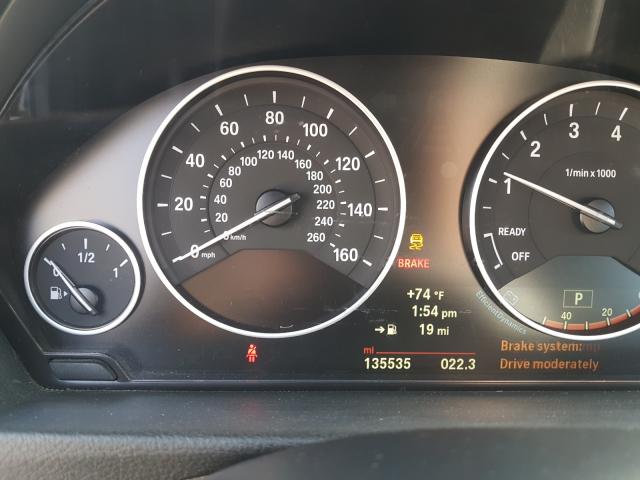 0 1/2 1
0 20 40 60 80 100 120 140 160
mph
0 20 40 60 80 100 120 140 160 180 200 220 240 260
km/h
BRAKE
+74 °F
1:54 pm
19 mi
mi
135535 022.3
1 2 3 4
1/min x 1000
READY
OFF
EfficientDynamics
P
40 20
Brake system:
Drive moderately